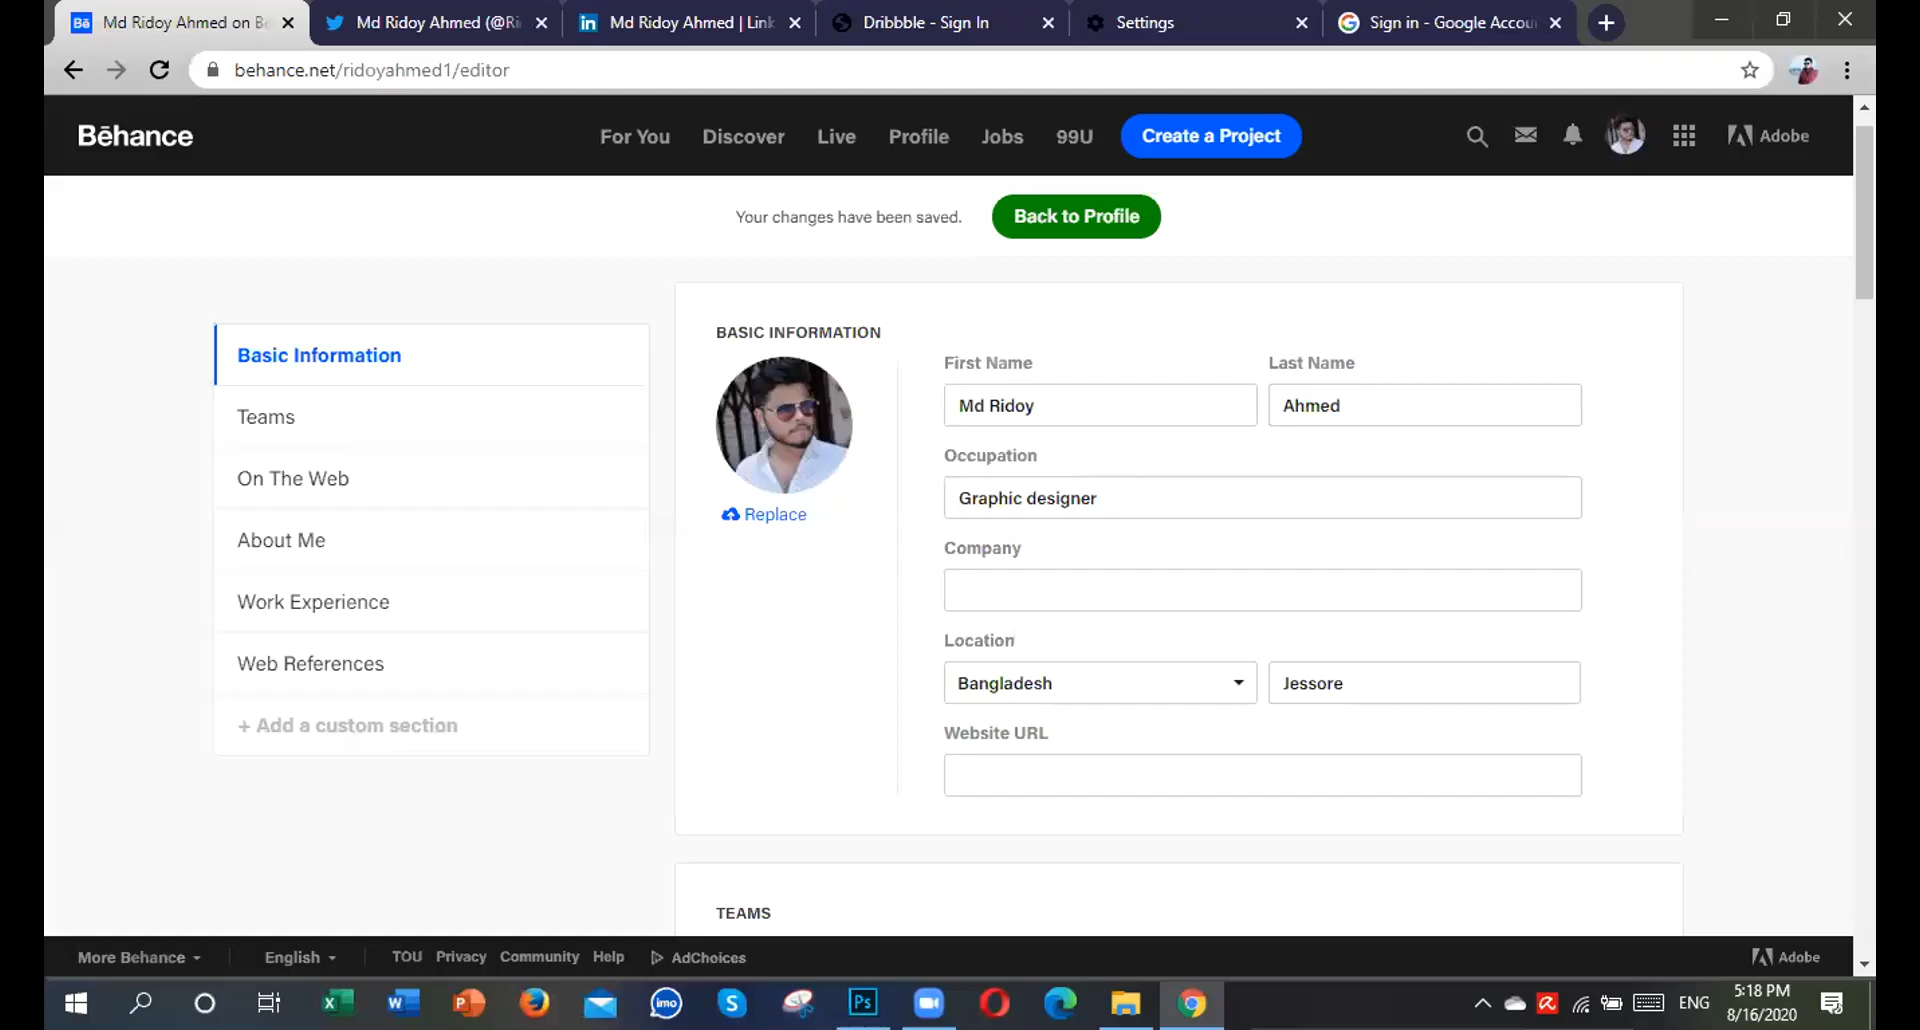 Bē Md Ridoy Ahmed on Be
Md Ridoy Ahmed (@Ri
in Md Ridoy Ahmed | Link
Dribbble - Sign In
Settings
Sign in - Google Accou
behance.net/ridoyahmed1/editor
Bēhance
For You
Discover
Live
Profile
Jobs
99U
Create a Project
Adobe
Your changes have been saved.
Back to Profile
Basic Information
Teams
On The Web
About Me
Work Experience
Web References
+ Add a custom section
BASIC INFORMATION
Replace
First Name
Last Name
Md Ridoy
Ahmed
Occupation
Graphic designer
Company
Location
Bangladesh
Jessore
Website URL
TEAMS
More Behance
English
TOU
Privacy
Community
Help
AdChoices
Adobe
imo
Ps
ENG
5:18 PM
8/16/2020